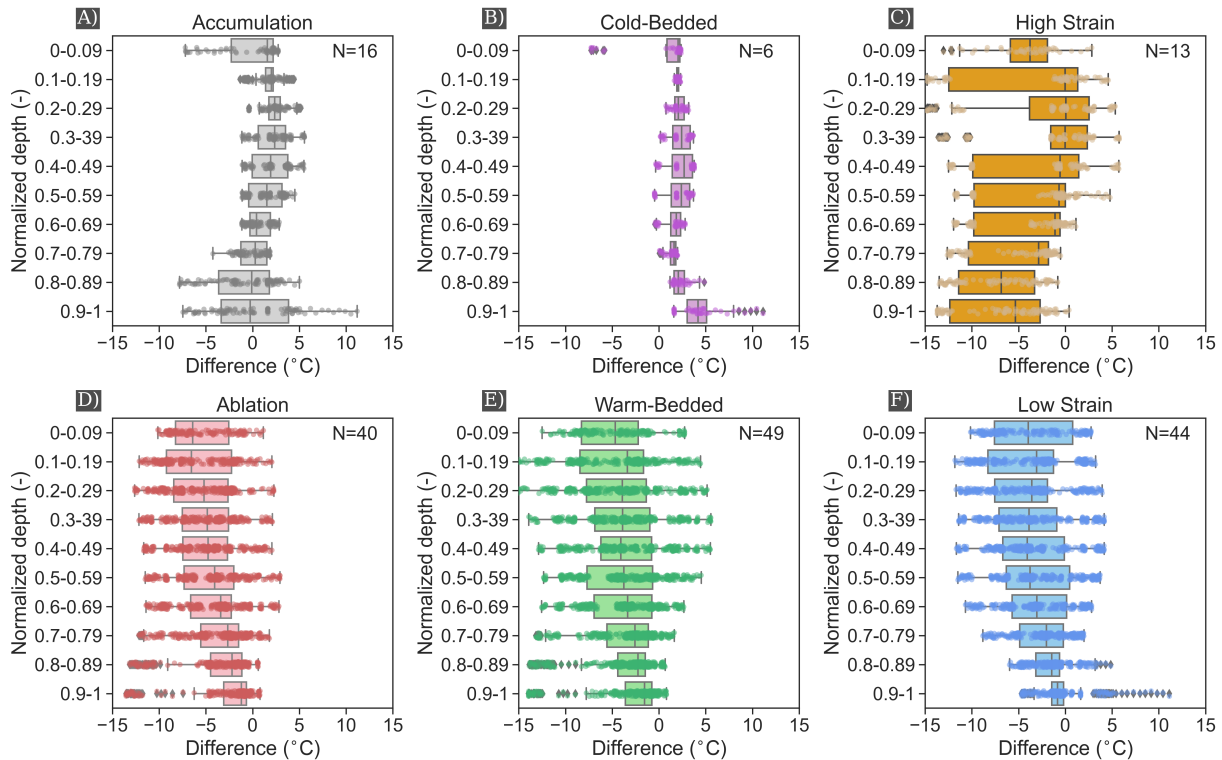 A)
Accumulation
N=16
Normalized depth (-)
0-0.09
0.1-0.19
0.2-0.29
0.3-39
0.4-0.49
0.5-0.59
0.6-0.69
0.7-0.79
0.8-0.89
0.9-1
−15 −10 −5 0 5 10 15
Difference (˚C)
B)
Cold-Bedded
N=6
Normalized depth (-)
0-0.09
0.1-0.19
0.2-0.29
0.3-39
0.4-0.49
0.5-0.59
0.6-0.69
0.7-0.79
0.8-0.89
0.9-1
−15 −10 −5 0 5 10 15
Difference (˚C)
C)
High Strain
N=13
Normalized depth (-)
0-0.09
0.1-0.19
0.2-0.29
0.3-39
0.4-0.49
0.5-0.59
0.6-0.69
0.7-0.79
0.8-0.89
0.9-1
−15 −10 −5 0 5 10 15
Difference (˚C)
D)
Ablation
N=40
Normalized depth (-)
0-0.09
0.1-0.19
0.2-0.29
0.3-39
0.4-0.49
0.5-0.59
0.6-0.69
0.7-0.79
0.8-0.89
0.9-1
−15 −10 −5 0 5 10 15
Difference (˚C)
E)
Warm-Bedded
N=49
Normalized depth (-)
0-0.09
0.1-0.19
0.2-0.29
0.3-39
0.4-0.49
0.5-0.59
0.6-0.69
0.7-0.79
0.8-0.89
0.9-1
−15 −10 −5 0 5 10 15
Difference (˚C)
F)
Low Strain
N=44
Normalized depth (-)
0-0.09
0.1-0.19
0.2-0.29
0.3-39
0.4-0.49
0.5-0.59
0.6-0.69
0.7-0.79
0.8-0.89
0.9-1
−15 −10 −5 0 5 10 15
Difference (˚C)